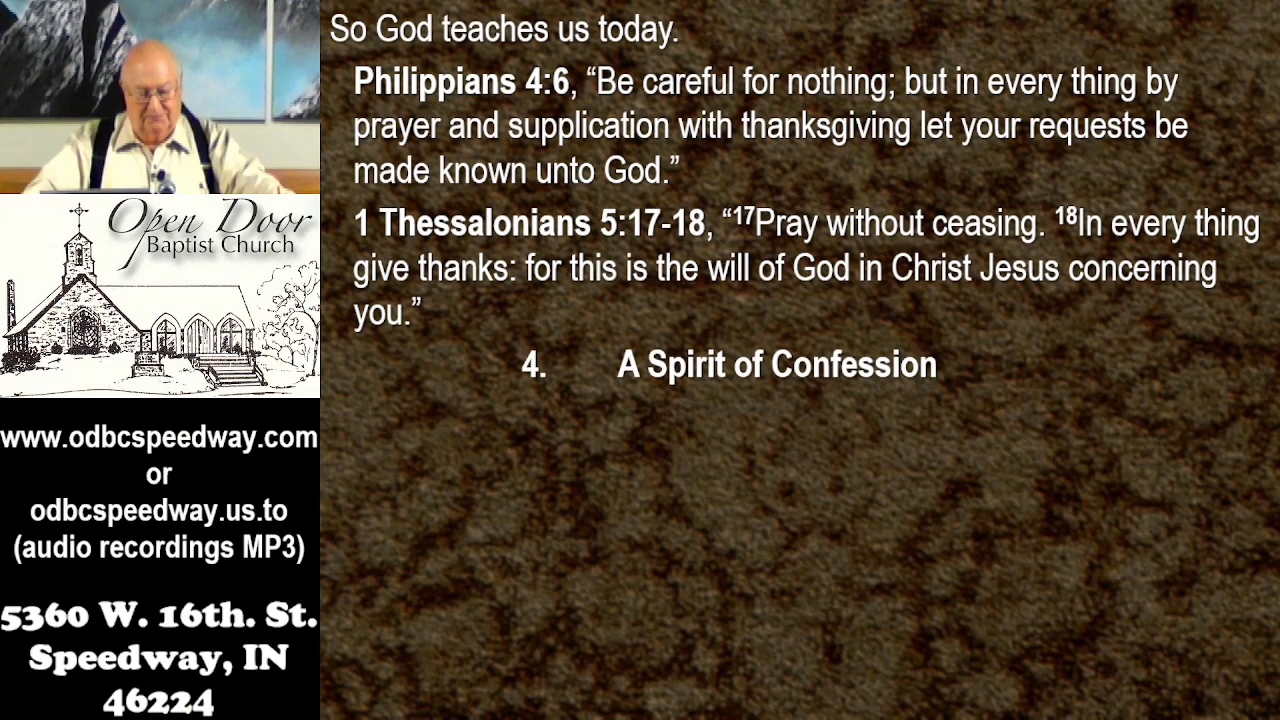 So God teaches us today.
Philippians 4:6, “Be careful for nothing; but in every thing by
prayer and supplication with thanksgiving let your requests be
made known unto God.”
1 Thessalonians 5:17-18, “¹⁷Pray without ceasing. ¹⁸In every thing
give thanks: for this is the will of God in Christ Jesus concerning
you.”
4. A Spirit of Confession
Open Door
Baptist Church
www.odbcspeedway.com
or
odbcspeedway.us.to
(audio recordings MP3)
5360 W. 16th. St.
Speedway, IN
46224